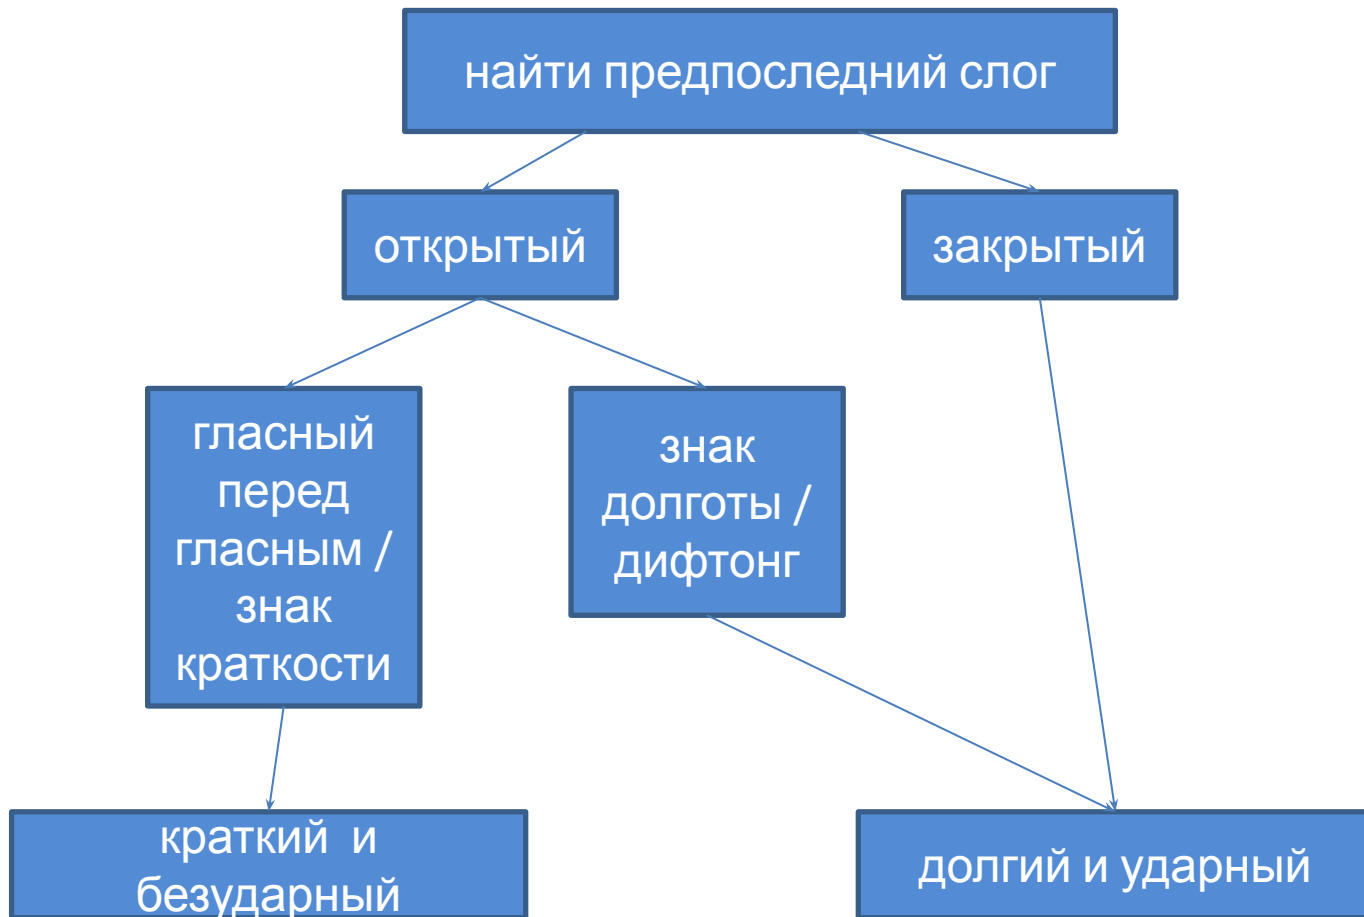 найти предпоследний слог
открытый
закрытый
гласный
перед
гласным /
знак
краткости
знак
долготы /
дифтонг
краткий и
безударный
долгий и ударный